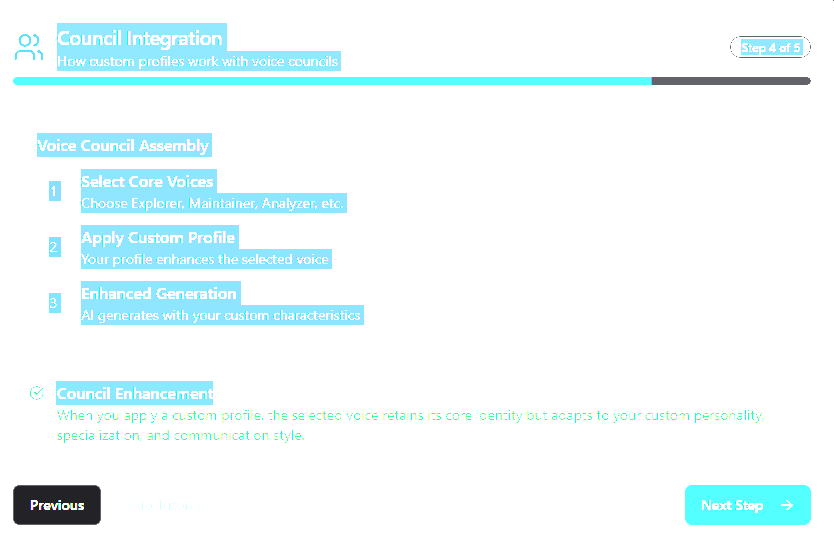 Council Integration
How custom profiles work with voice councils
Step 4 of 5
Voice Council Assembly
1
Select Core Voices
Choose Explorer, Maintainer, Analyzer, etc.
2
Apply Custom Profile
Your profile enhances the selected voice
3
Enhanced Generation
AI generates with your custom characteristics
Council Enhancement
When you apply a custom profile, the selected voice retains its core identity but adapts to your custom personality,
specialization, and communication style.
Previous
Next Step